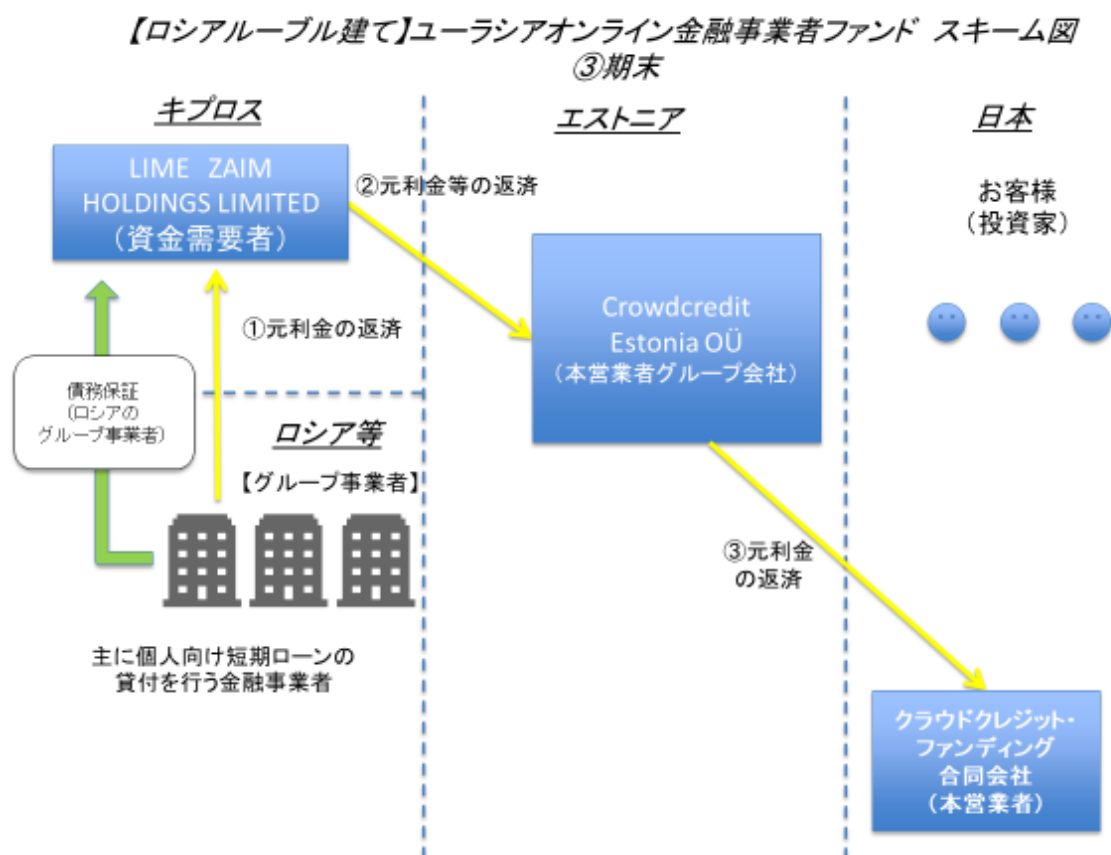 【ロシアルーブル建て】ユーラシアオンライン金融事業者ファンド スキーム図
③期末
キプロス
LIME ZAIM
HOLDINGS LIMITED
（資金需要者）
②元利金等の返済
①元利金の返済
債務保証
(ロシアの
グループ事業者)
ロシア等
【グループ事業者】
主に個人向け短期ローンの
貸付を行う金融事業者
エストニア
Crowdcredit
Estonia OÜ
（本営業者グループ会社）
③元利金
の返済
日本
お客様
（投資家）
クラウドクレジット・
ファンディング
合同会社
（本営業者）